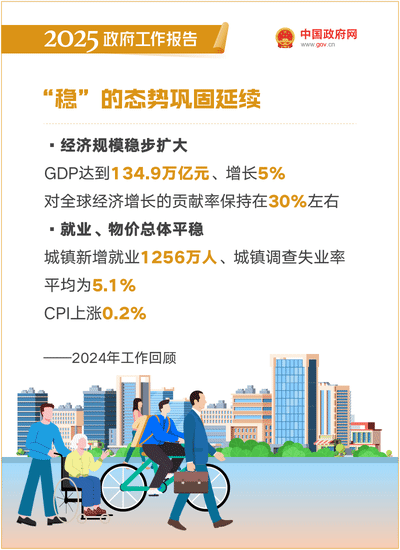 2025政府工作报告
中国政府网
www.gov.cn
“稳”的态势巩固延续
▪经济规模稳步扩大
GDP达到134.9万亿元、增长5%
对全球经济增长的贡献率保持在30%左右
▪就业、物价总体平稳
城镇新增就业1256万人、城镇调查失业率
平均为5.1%
CPI上涨0.2%
——2024年工作回顾